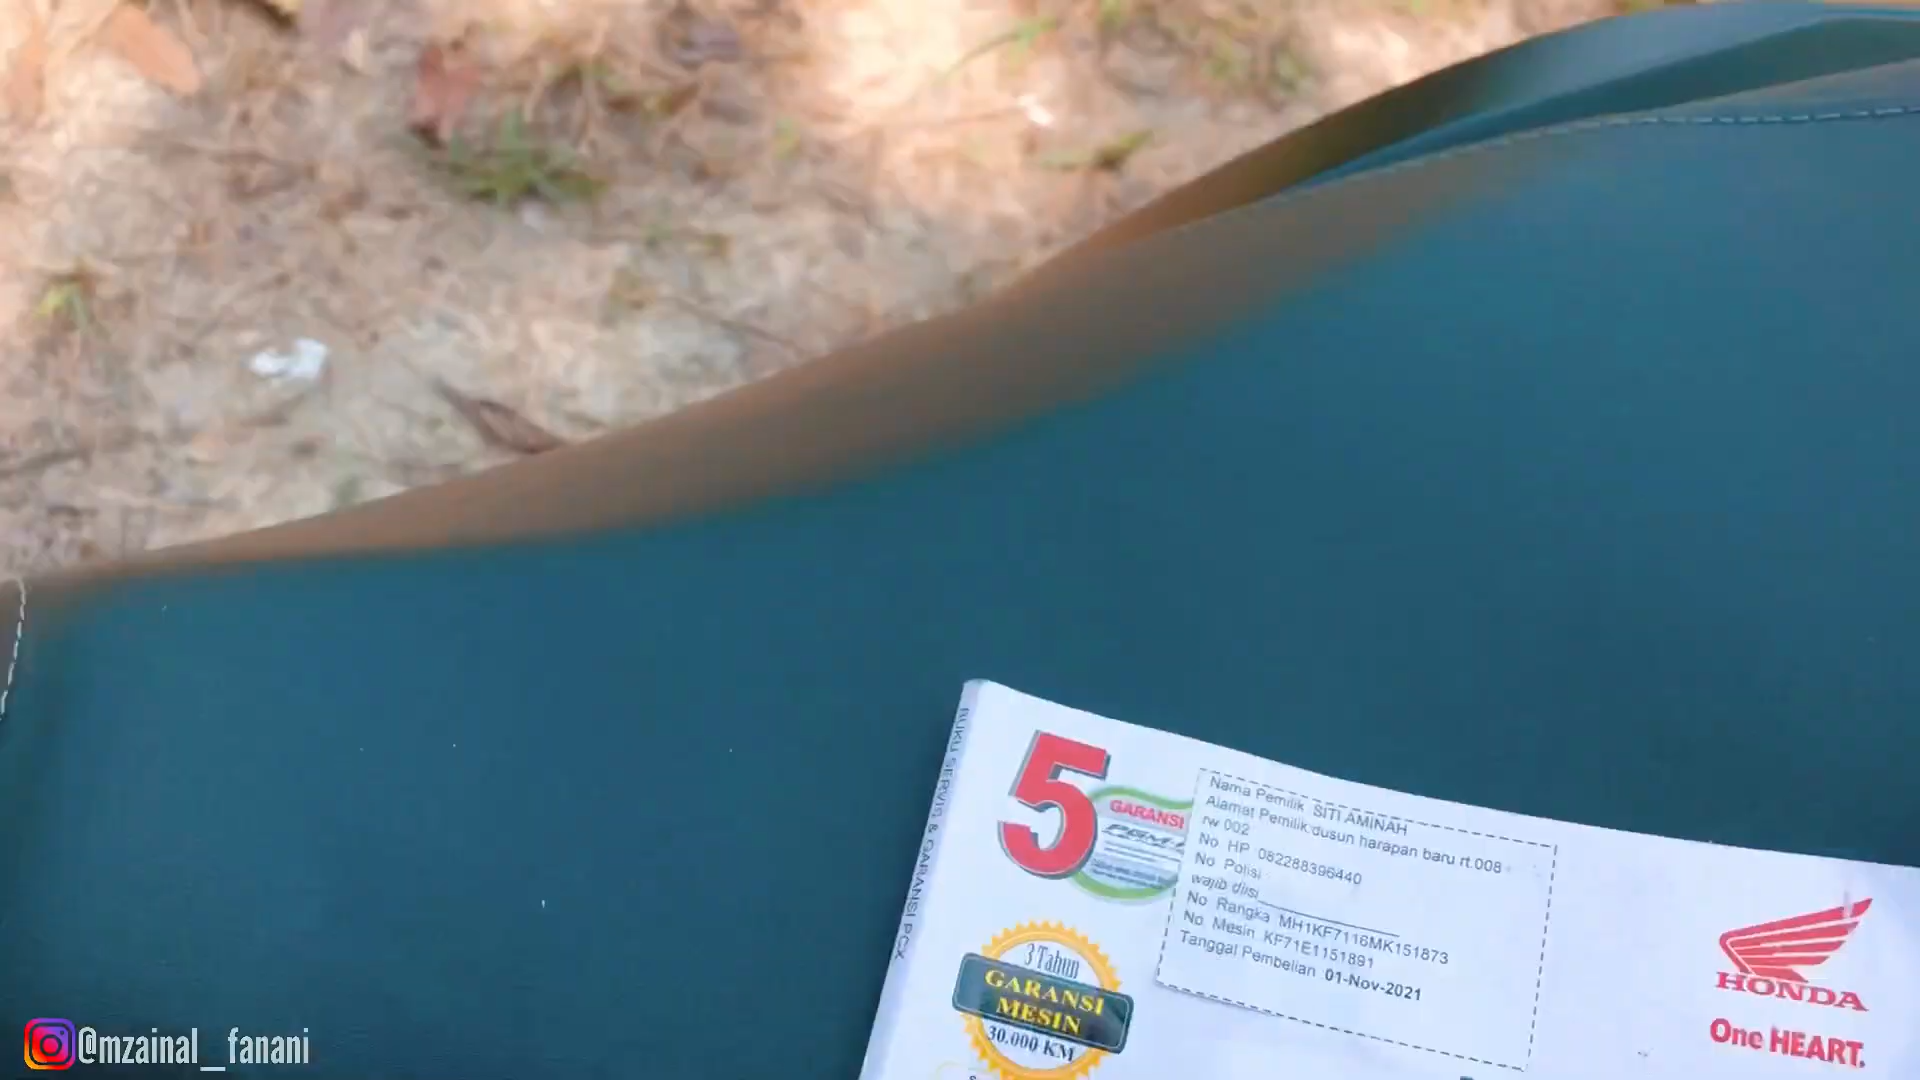 BUKU SERVIS & GARANSI PCX
5
GARANSI
Nama Pemilik SITI AMINAH
Alamat Pemilik:dusun harapan baru rt.008
rw 002
No HP 082288396440
No Polisi
wajib diisi
No Rangka MH1KF7116MK151873
No. Mesin KF71E1151891
Tanggal Pembelian 01-Nov-2021
3 Tahun
GARANSI
MESIN
30.000 KM
HONDA
One HEART.
@mzainal_fanani